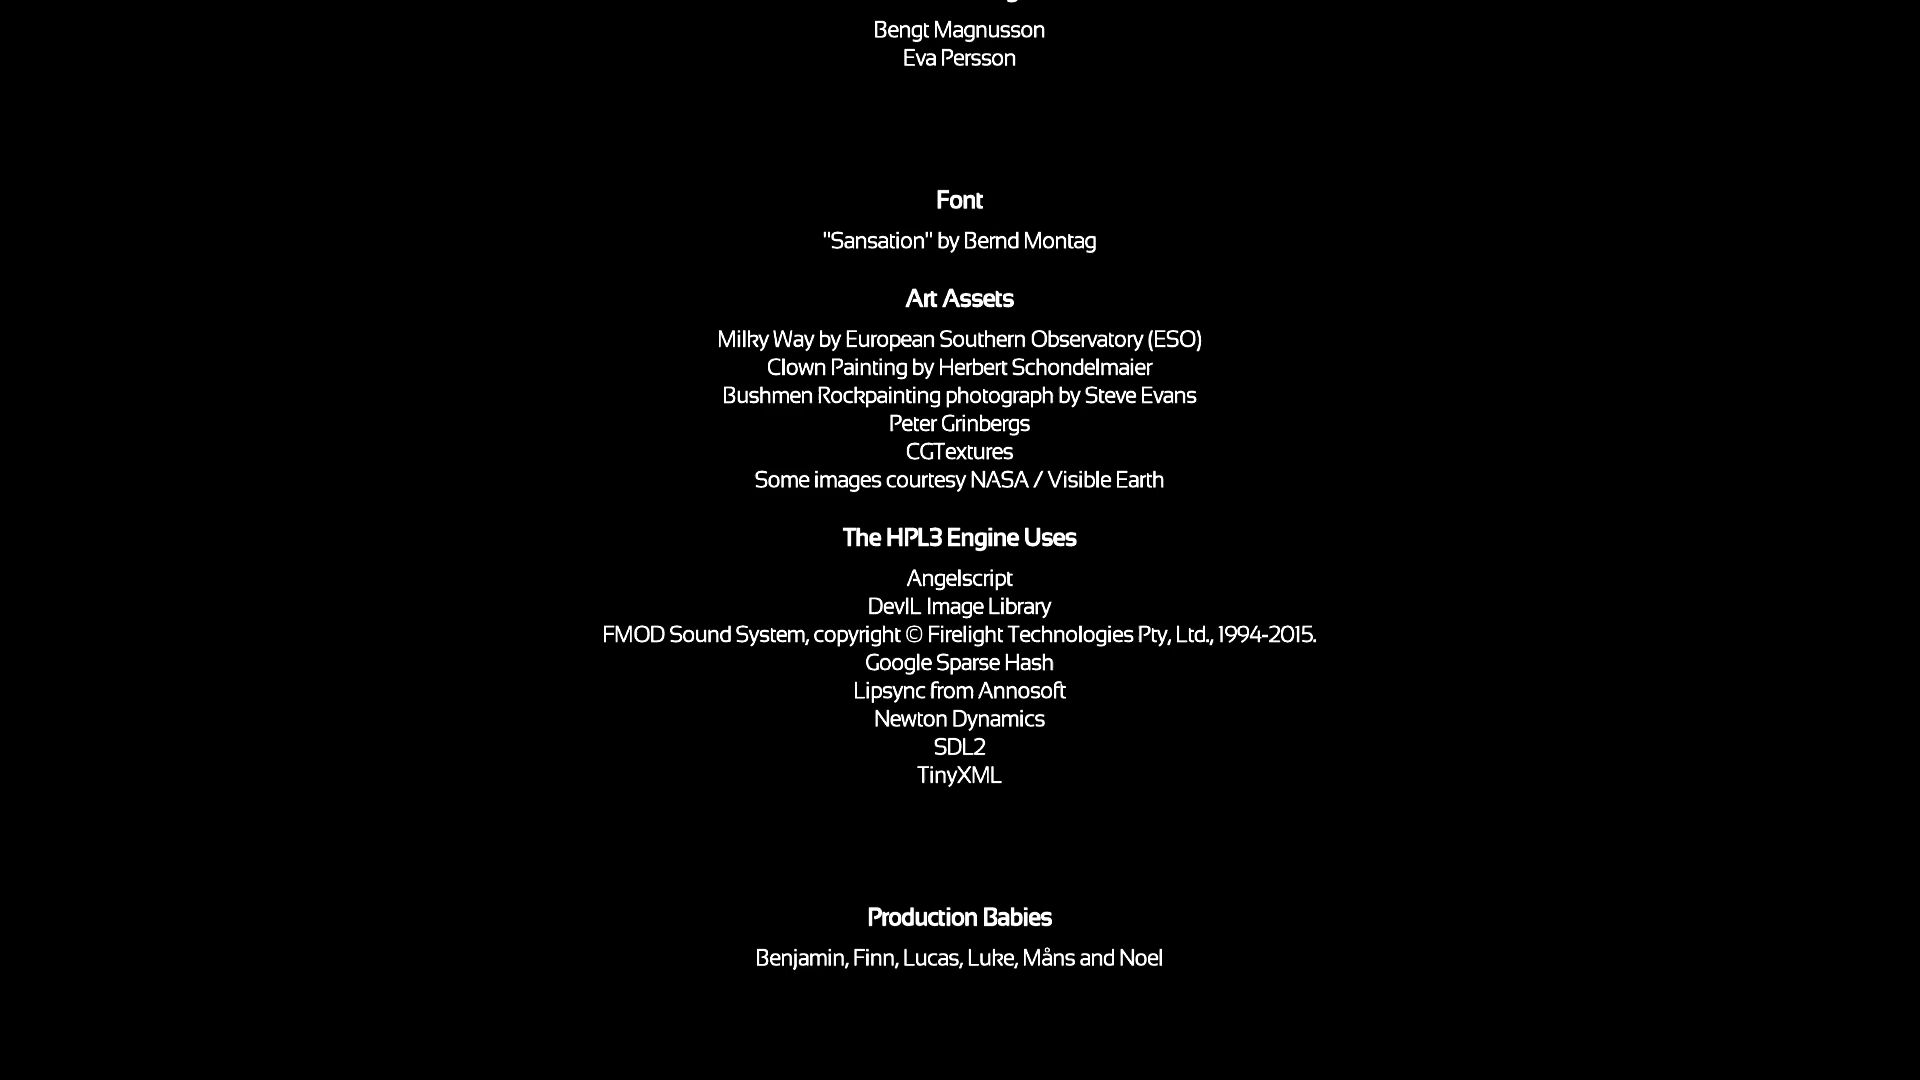 Bengt Magnusson
Eva Persson
Font
"Sansation" by Bernd Montag
Art Assets
Milky Way by European Southern Observatory (ESO)
Clown Painting by Herbert Schondelmaier
Bushmen Rockpainting photograph by Steve Evans
Peter Grinbergs
CGTextures
Some images courtesy NASA / Visible Earth
The HPL3 Engine Uses
Angelscript
DevIL Image Library
FMOD Sound System, copyright © Firelight Technologies Pty, Ltd., 1994-2015.
Google Sparse Hash
Lipsync from Annosoft
Newton Dynamics
SDL2
TinyXML
Production Babies
Benjamin, Finn, Lucas, Luke, Måns and Noel